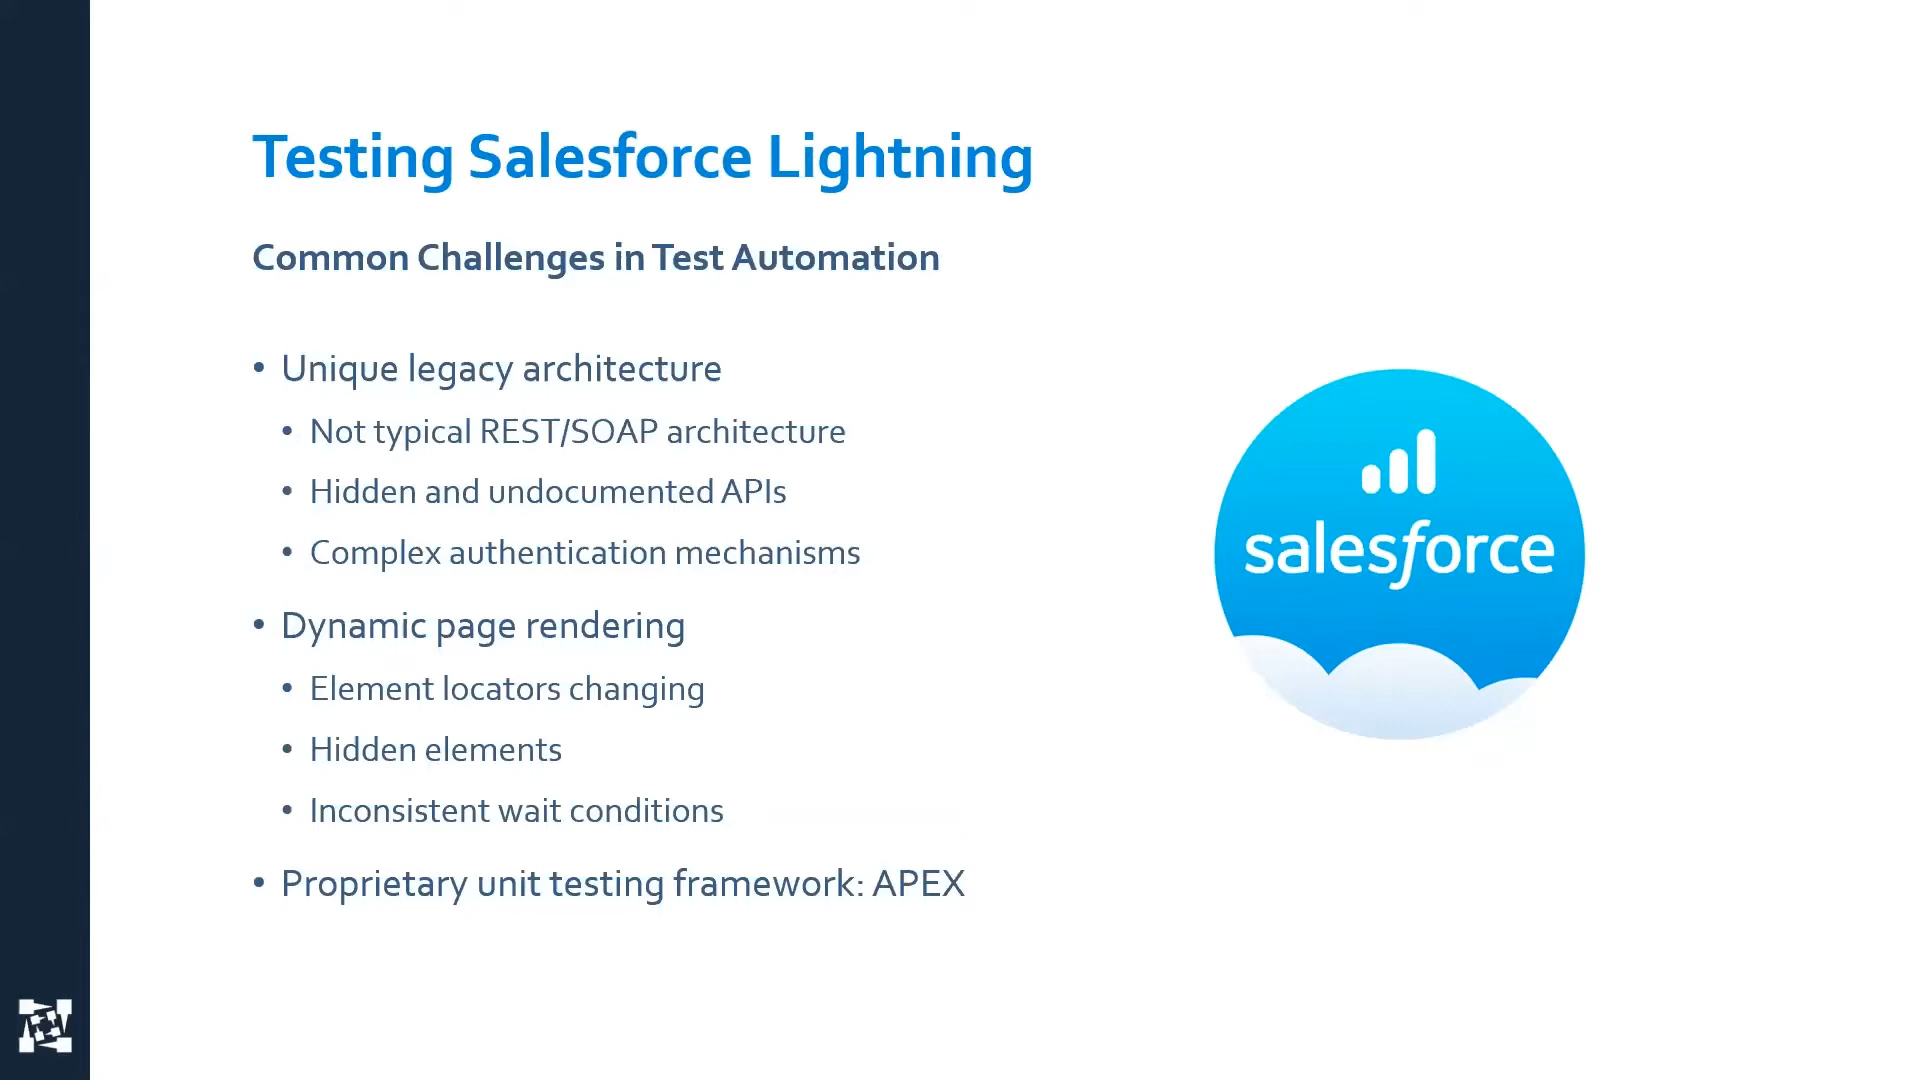 Testing Salesforce Lightning
Common Challenges in Test Automation
• Unique legacy architecture
• Not typical REST/SOAP architecture
• Hidden and undocumented APIs
• Complex authentication mechanisms
• Dynamic page rendering
• Element locators changing
• Hidden elements
• Inconsistent wait conditions
• Proprietary unit testing framework: APEX
salesforce